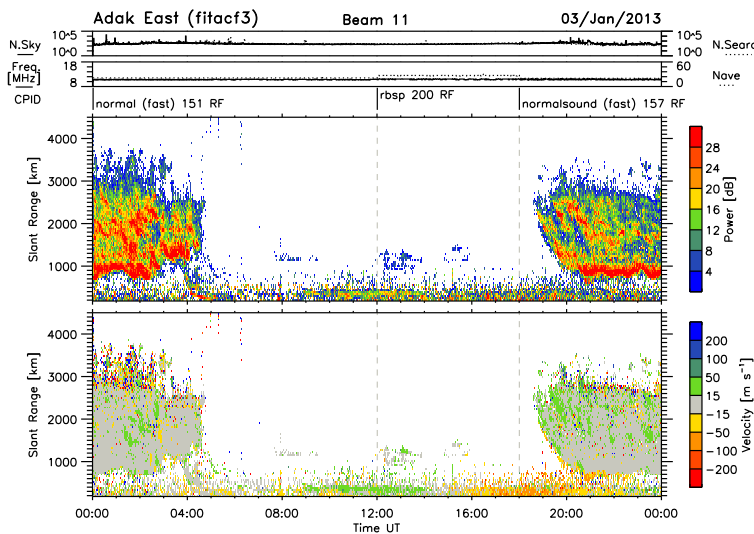 Adak East (fitacf3) Beam 11 03/Jan/2013
N.Sky 10^5 10^0 10^5 10^0 N.Sear
Freq. [MHz] 18 8 60 0 Nave
CPID normal (fast) 151 RF rbsp 200 RF normalsound (fast) 157 RF
Slant Range [km]
4000
3000
2000
1000
28
24
20
16
12
8
4
Power [dB]
Slant Range [km]
4000
3000
2000
1000
200
100
50
15
-15
-50
-100
-200
Velocity [m s⁻¹]
00:00 04:00 08:00 12:00 16:00 20:00 00:00
Time UT